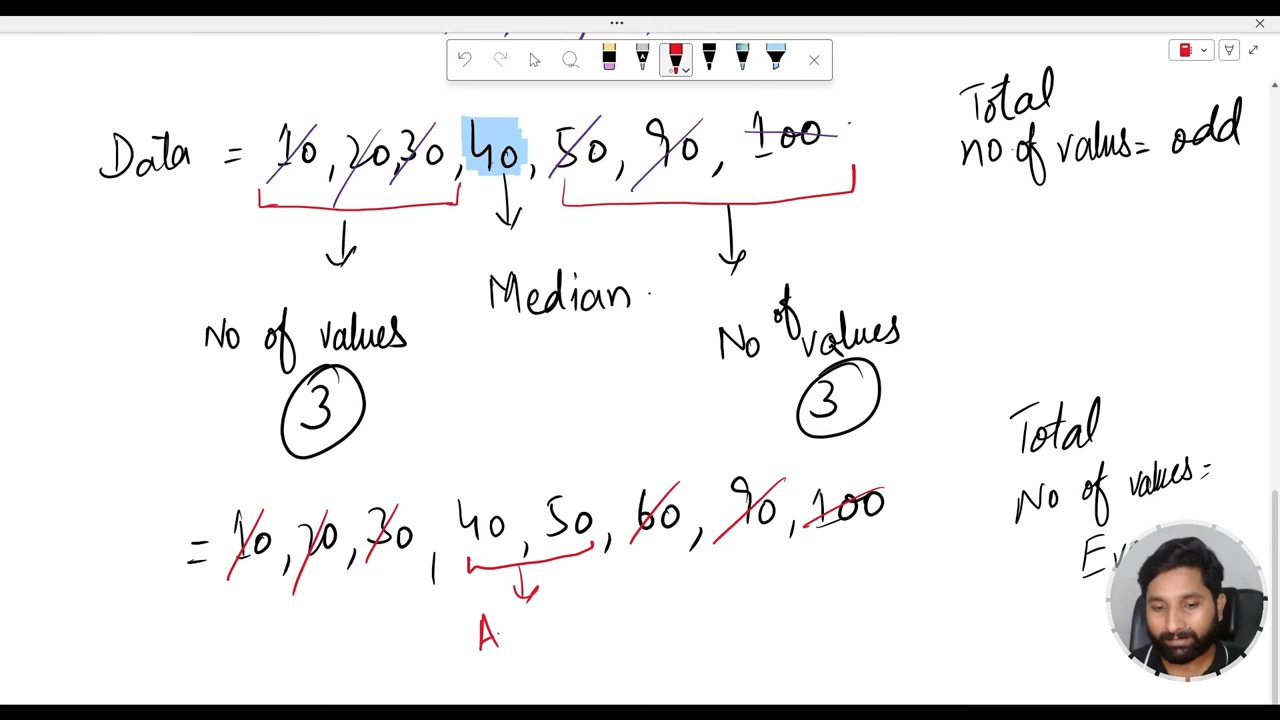 Data = 10, 20, 30, 40, 50, 90, 100
Total
no. of valus = odd
Median
No of values
3
No of values
3
= 10, 20, 30, 40, 50, 60, 90, 100
Total
No of values =
A